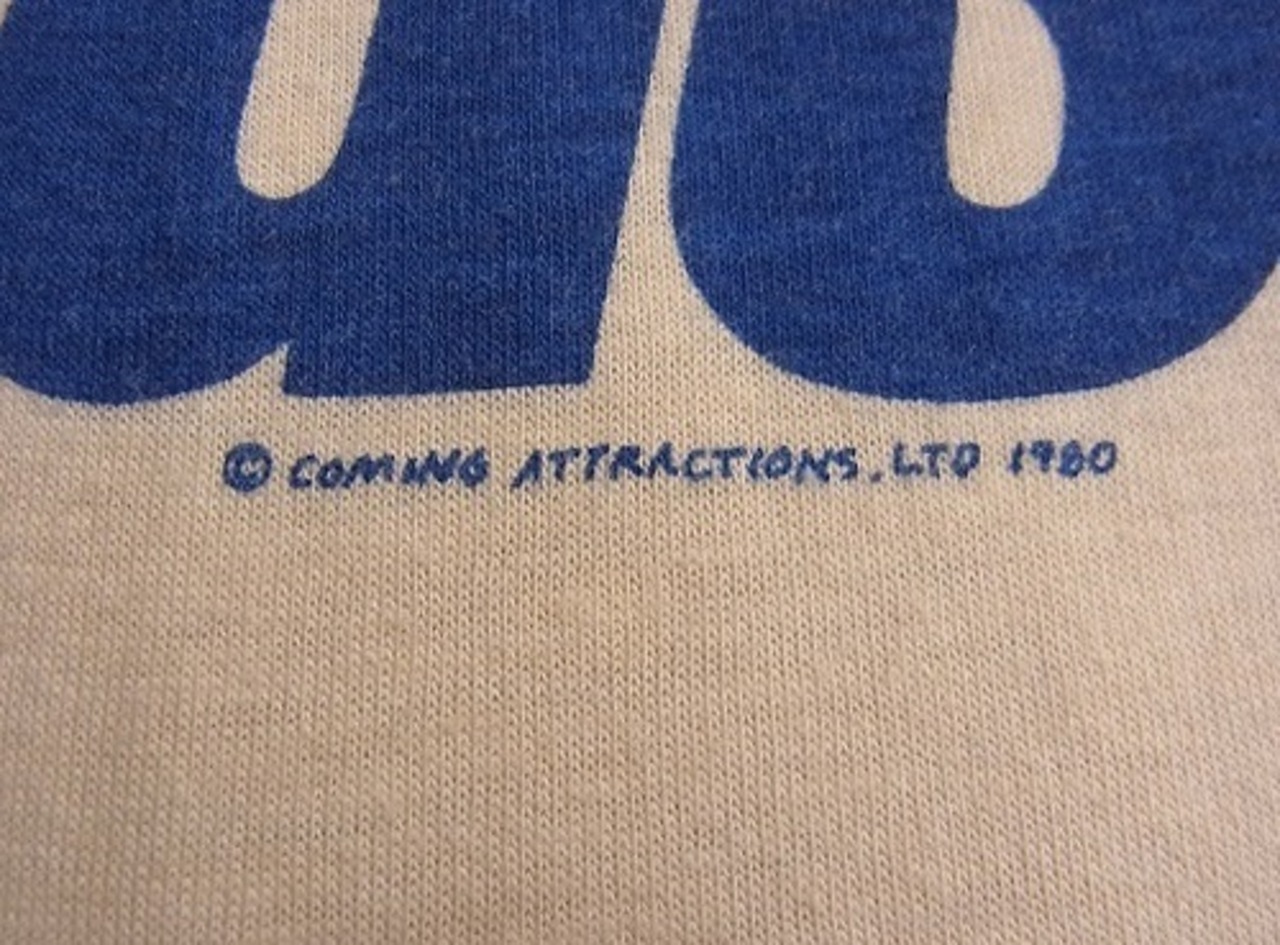 © COMING ATTRACTIONS, LTD 1980